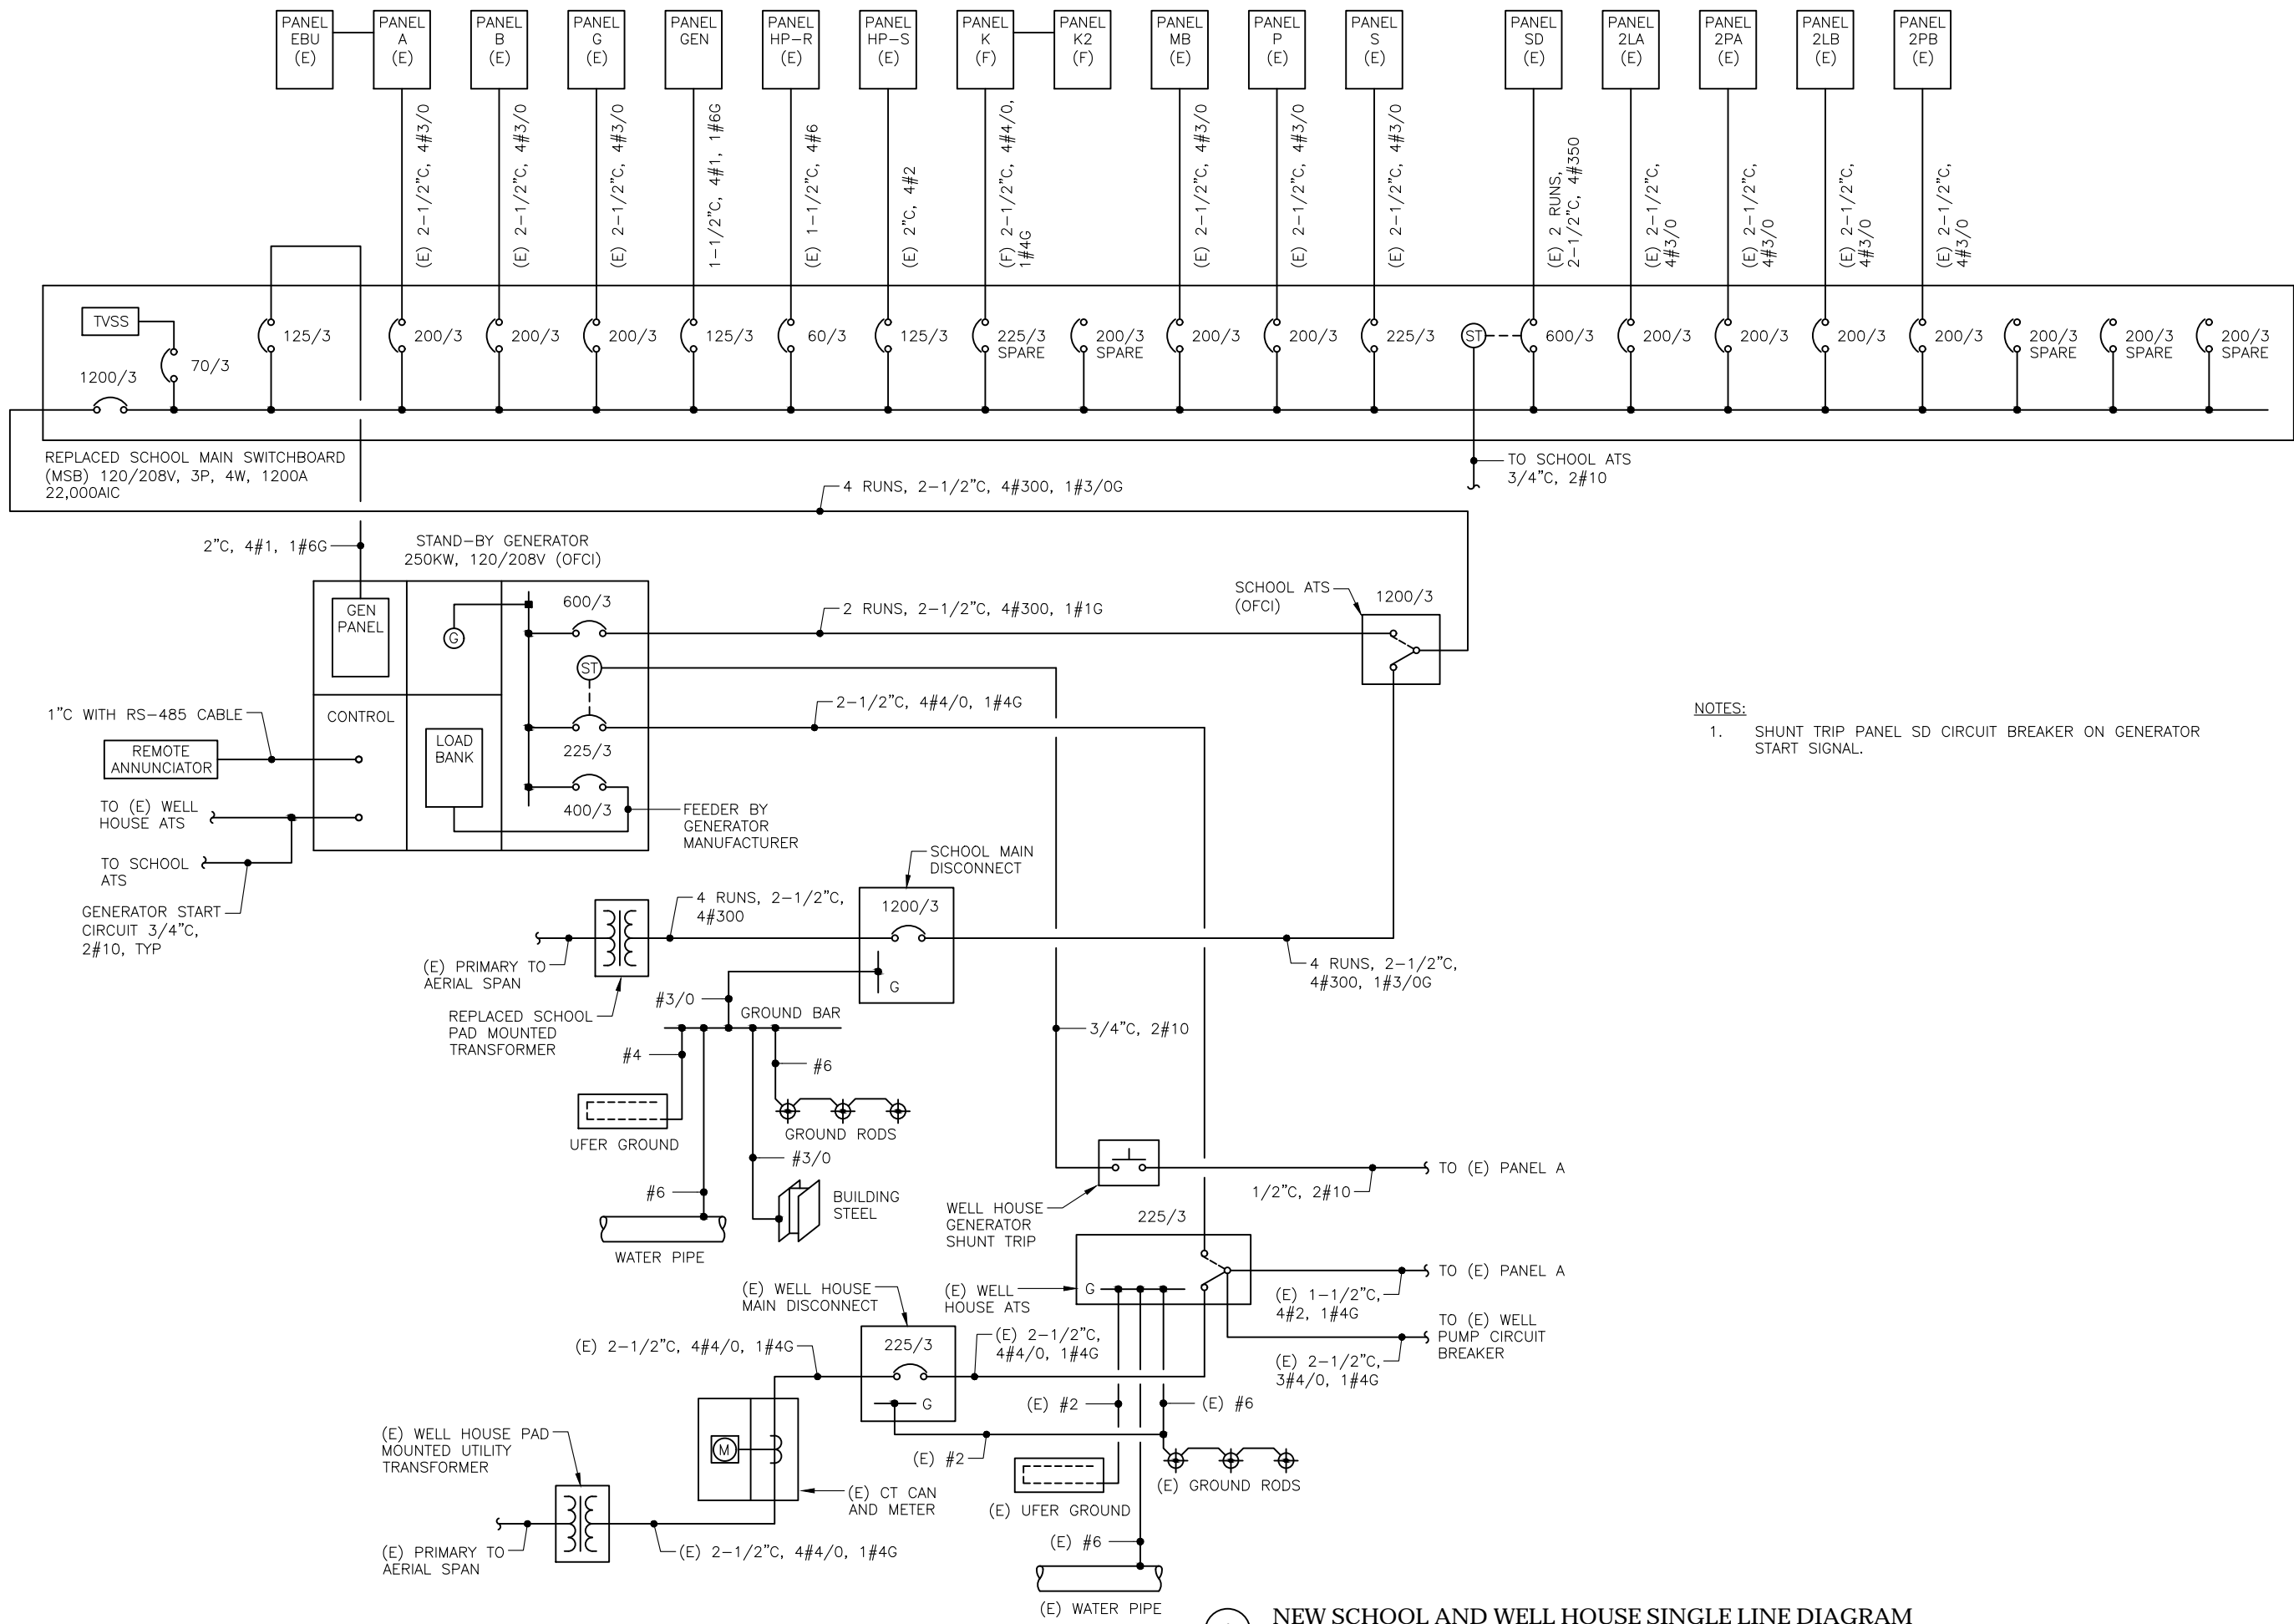 PANEL
EBU
(E)
PANEL
A
(E)
PANEL
B
(E)
PANEL
G
(E)
PANEL
GEN
PANEL
HP-R
(E)
PANEL
HP-S
(E)
PANEL
K
(F)
PANEL
K2
(F)
PANEL
MB
(E)
PANEL
P
(E)
PANEL
S
(E)
PANEL
SD
(E)
PANEL
2LA
(E)
PANEL
2PA
(E)
PANEL
2LB
(E)
PANEL
2PB
(E)
(E) 2-1/2"C, 4#3/0
(E) 2-1/2"C, 4#3/0
(E) 2-1/2"C, 4#3/0
1-1/2"C, 4#1, 1#6G
(E) 1-1/2"C, 4#6
(E) 2"C, 4#2
(F) 2-1/2"C, 4#4/0,
1#4G
(E) 2-1/2"C, 4#3/0
(E) 2-1/2"C, 4#3/0
(E) 2-1/2"C, 4#3/0
(E) 2 RUNS,
2-1/2"C, 4#350
(E) 2-1/2"C,
4#3/0
(E) 2-1/2"C,
4#3/0
(E) 2-1/2"C,
4#3/0
(E) 2-1/2"C,
4#3/0
TVSS
1200/3
70/3
125/3
200/3
200/3
200/3
125/3
60/3
125/3
225/3
SPARE
200/3
SPARE
200/3
200/3
225/3
ST
600/3
200/3
200/3
200/3
200/3
200/3
SPARE
200/3
SPARE
200/3
SPARE
REPLACED SCHOOL MAIN SWITCHBOARD
(MSB) 120/208V, 3P, 4W, 1200A
22,000AIC
TO SCHOOL ATS
3/4"C, 2#10
4 RUNS, 2-1/2"C, 4#300, 1#3/0G
2"C, 4#1, 1#6G
STAND-BY GENERATOR
250KW, 120/208V (OFCI)
GEN
PANEL
G
600/3
ST
225/3
400/3
CONTROL
LOAD
BANK
2 RUNS, 2-1/2"C, 4#300, 1#1G
SCHOOL ATS
(OFCI)
1200/3
2-1/2"C, 4#4/0, 1#4G
1"C WITH RS-485 CABLE
REMOTE
ANNUNCIATOR
TO (E) WELL
HOUSE ATS
TO SCHOOL
ATS
GENERATOR START
CIRCUIT 3/4"C,
2#10, TYP
FEEDER BY
GENERATOR
MANUFACTURER
NOTES:
1. SHUNT TRIP PANEL SD CIRCUIT BREAKER ON GENERATOR
START SIGNAL.
SCHOOL MAIN
DISCONNECT
1200/3
G
4 RUNS, 2-1/2"C,
4#300
(E) PRIMARY TO
AERIAL SPAN
REPLACED SCHOOL
PAD MOUNTED
TRANSFORMER
4 RUNS, 2-1/2"C,
4#300, 1#3/0G
#3/0
GROUND BAR
#4
#6
UFER GROUND
GROUND RODS
#3/0
#6
BUILDING
STEEL
WATER PIPE
3/4"C, 2#10
WELL HOUSE
GENERATOR
SHUNT TRIP
TO (E) PANEL A
1/2"C, 2#10
225/3
(E) WELL
HOUSE ATS
G
TO (E) PANEL A
(E) 1-1/2"C,
4#2, 1#4G
TO (E) WELL
PUMP CIRCUIT
BREAKER
(E) 2-1/2"C,
3#4/0, 1#4G
(E) WELL HOUSE
MAIN DISCONNECT
225/3
G
(E) 2-1/2"C, 4#4/0, 1#4G
(E) 2-1/2"C,
4#4/0, 1#4G
(E) #2
(E) #6
(E) #2
(E) WELL HOUSE PAD
MOUNTED UTILITY
TRANSFORMER
M
(E) CT CAN
AND METER
(E) UFER GROUND
(E) GROUND RODS
(E) PRIMARY TO
AERIAL SPAN
(E) 2-1/2"C, 4#4/0, 1#4G
(E) #6
(E) WATER PIPE
NEW SCHOOL AND WELL HOUSE SINGLE LINE DIAGRAM